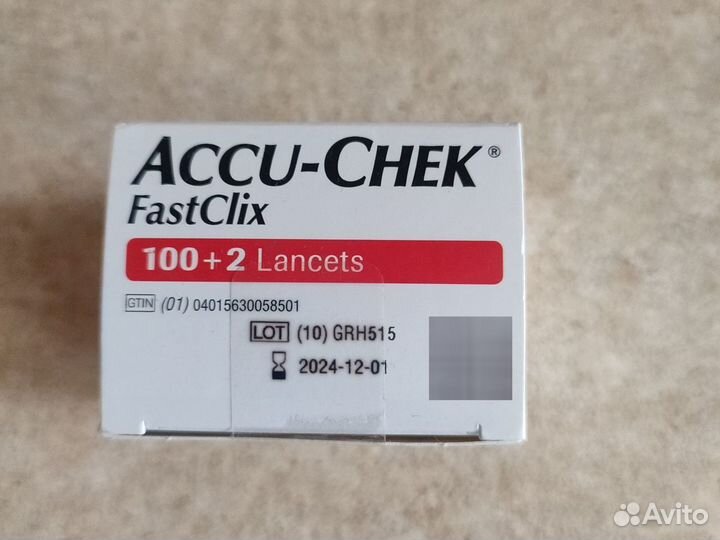 ACCU-CHEK®
FastClix
100+2 Lancets
GTIN (01) 04015630058501
LOT (10) GRH515
2024-12-01
Avito